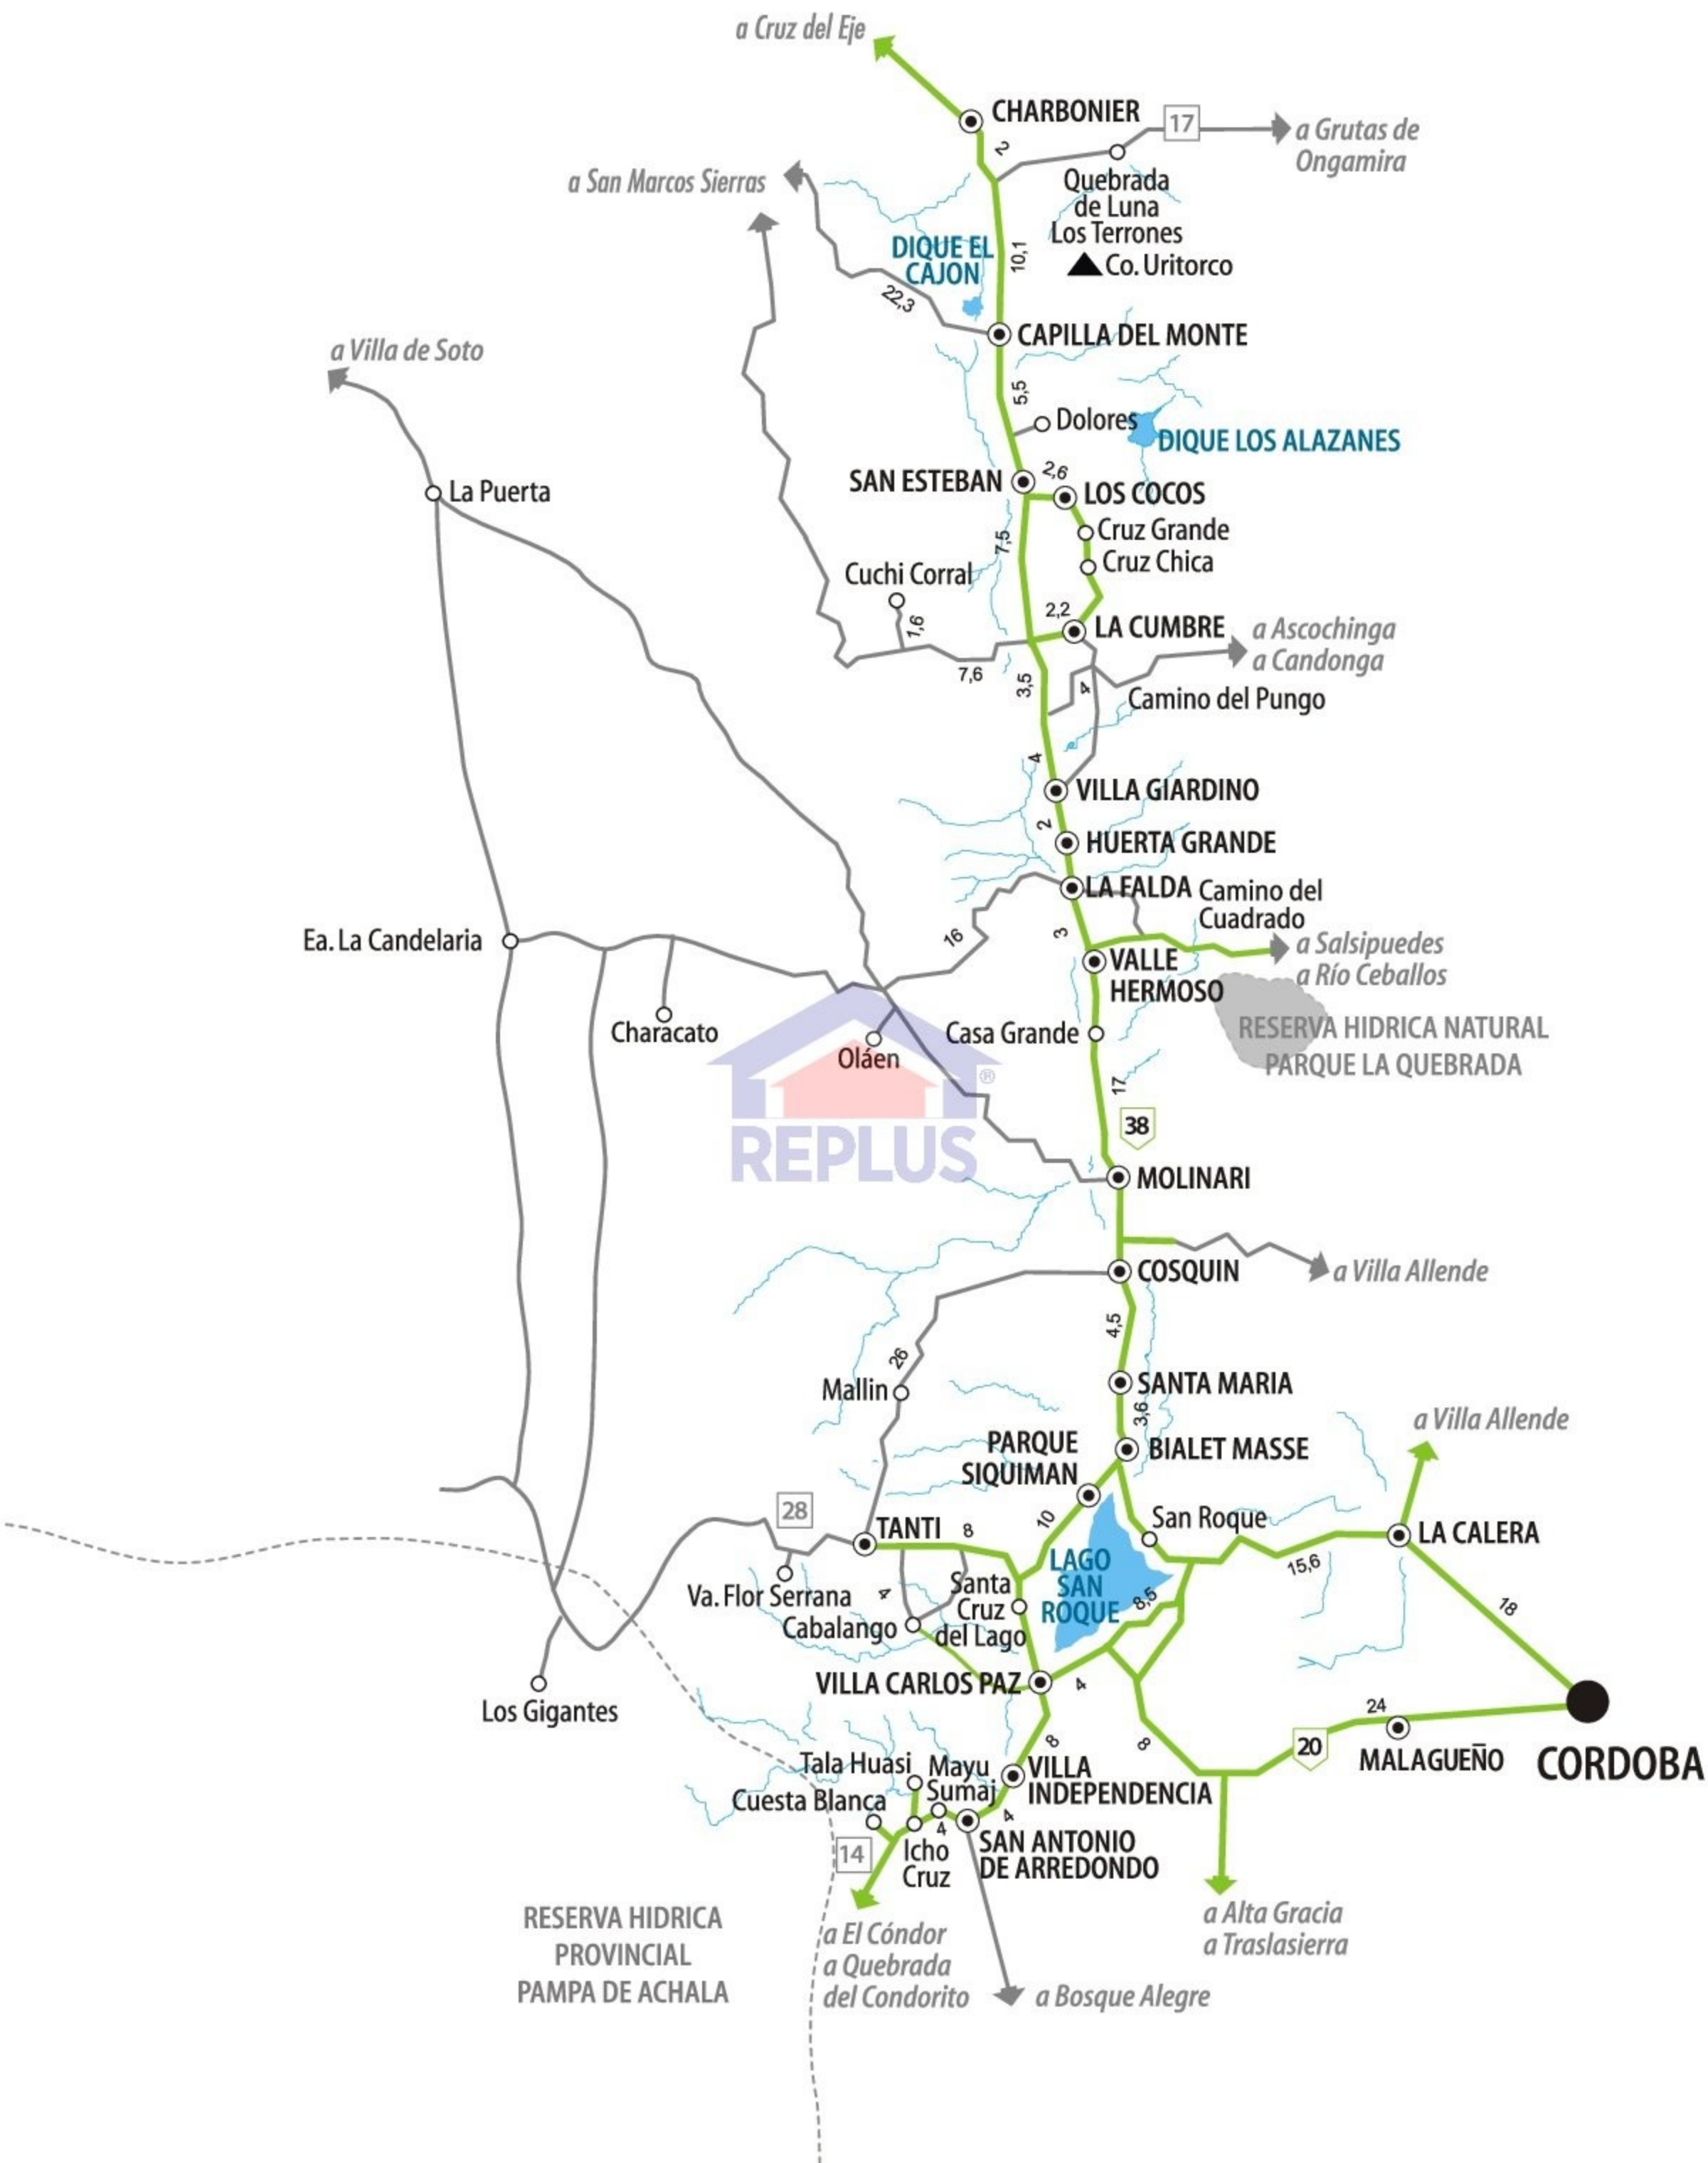 a Cruz del Eje
CHARBONIER
17
a Grutas de
Ongamira
2
a San Marcos Sierras
Quebrada
de Luna
Los Terrones
Co. Uritorco
DIQUE EL
CAJON
10,1
22,3
CAPILLA DEL MONTE
a Villa de Soto
5,5
Dolores
DIQUE LOS ALAZANES
La Puerta
SAN ESTEBAN
2,6
LOS COCOS
Cruz Grande
7,5
Cruz Chica
Cuchi Corral
1,6
2,2
LA CUMBRE
a Ascochinga
a Candonga
7,6
3,5
4
Camino del Pungo
4
VILLA GIARDINO
2
HUERTA GRANDE
LA FALDA
Camino del
Cuadrado
Ea. La Candelaria
16
3
a Salsipuedes
a Río Ceballos
VALLE
HERMOSO
Characato
Oláen
Casa Grande
RESERVA HIDRICA NATURAL
PARQUE LA QUEBRADA
®
REPLUS
17
38
MOLINARI
COSQUIN
a Villa Allende
4,5
26
Mallin
SANTA MARIA
3,6
a Villa Allende
PARQUE
SIQUIMAN
BIALET MASSE
28
TANTI
8
10
San Roque
LA CALERA
15,6
LAGO
SAN
ROQUE
8,5
Va. Flor Serrana
4
Cabalango
Santa
Cruz
del Lago
18
Los Gigantes
VILLA CARLOS PAZ
4
24
8
8
20
MALAGUEÑO
CORDOBA
Tala Huasi
Mayu
Sumaj
VILLA
INDEPENDENCIA
Cuesta Blanca
4
4
14
Icho
Cruz
SAN ANTONIO
DE ARREDONDO
RESERVA HIDRICA
PROVINCIAL
PAMPA DE ACHALA
a El Cóndor
a Quebrada
del Condorito
a Alta Gracia
a Traslasierra
a Bosque Alegre